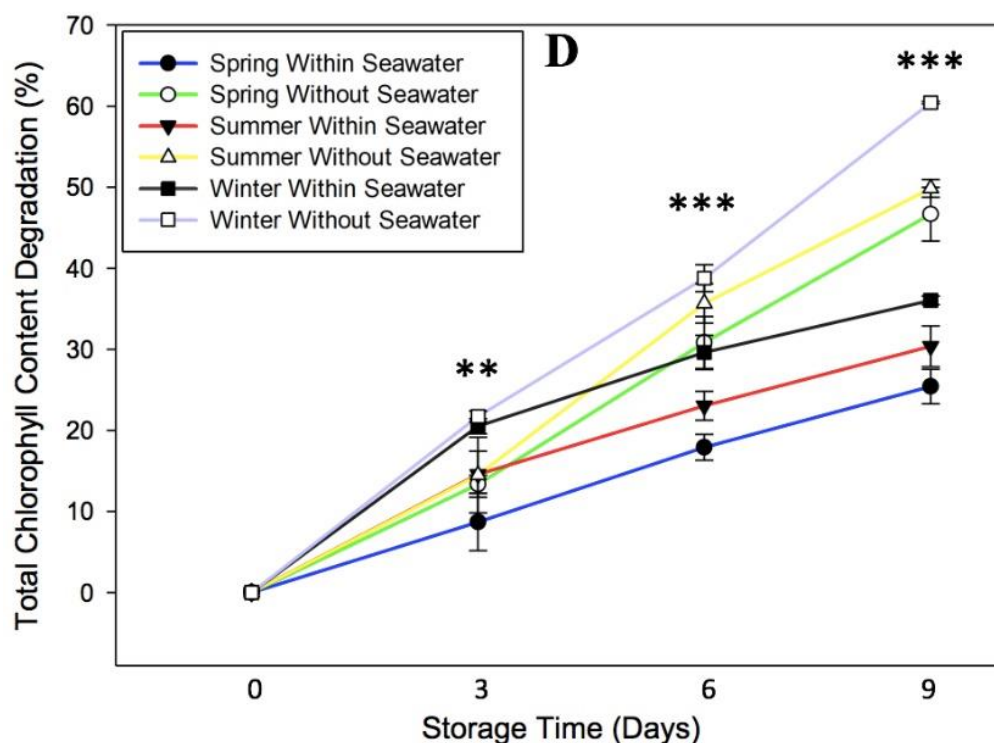 70
60
50
40
30
20
10
0
Total Chlorophyll Content Degradation (%)
Spring Within Seawater
Spring Without Seawater
Summer Within Seawater
Summer Without Seawater
Winter Within Seawater
Winter Without Seawater
D
**
***
***
0 3 6 9
Storage Time (Days)